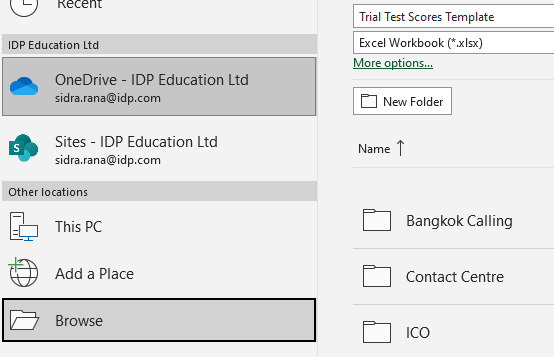 Recent
IDP Education Ltd
OneDrive - IDP Education Ltd
sidra.rana@idp.com
S
Sites - IDP Education Ltd
sidra.rana@idp.com
Other locations
This PC
Add a Place
Browse
Trial Test Scores Template
Excel Workbook (*.xlsx)
More options...
New Folder
Name ↑
Bangkok Calling
Contact Centre
ICO